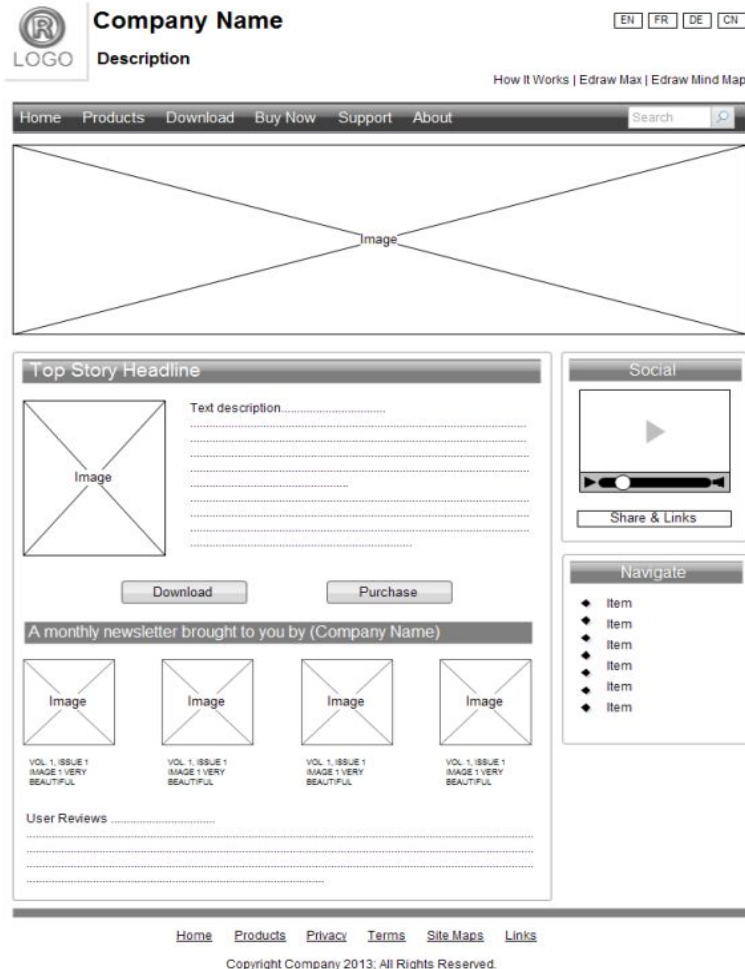 ®
LOGO
Company Name
Description
EN FR DE CN
How It Works | Edraw Max | Edraw Mind Map
Home Products Download Buy Now Support About Search
Image
Top Story Headline
Image
Text description
Download Purchase
A monthly newsletter brought to you by (Company Name)
Image Image Image Image
VOL. 1, ISSUE 1
IMAGE 1 VERY
BEAUTIFUL
VOL. 1, ISSUE 1
IMAGE 1 VERY
BEAUTIFUL
VOL. 1, ISSUE 1
IMAGE 1 VERY
BEAUTIFUL
VOL. 1, ISSUE 1
IMAGE 1 VERY
BEAUTIFUL
User Reviews
Social
Share & Links
Navigate
Item
Item
Item
Item
Item
Item
Home Products Privacy Terms Site Maps Links
Copyright Company 2013; All Rights Reserved.